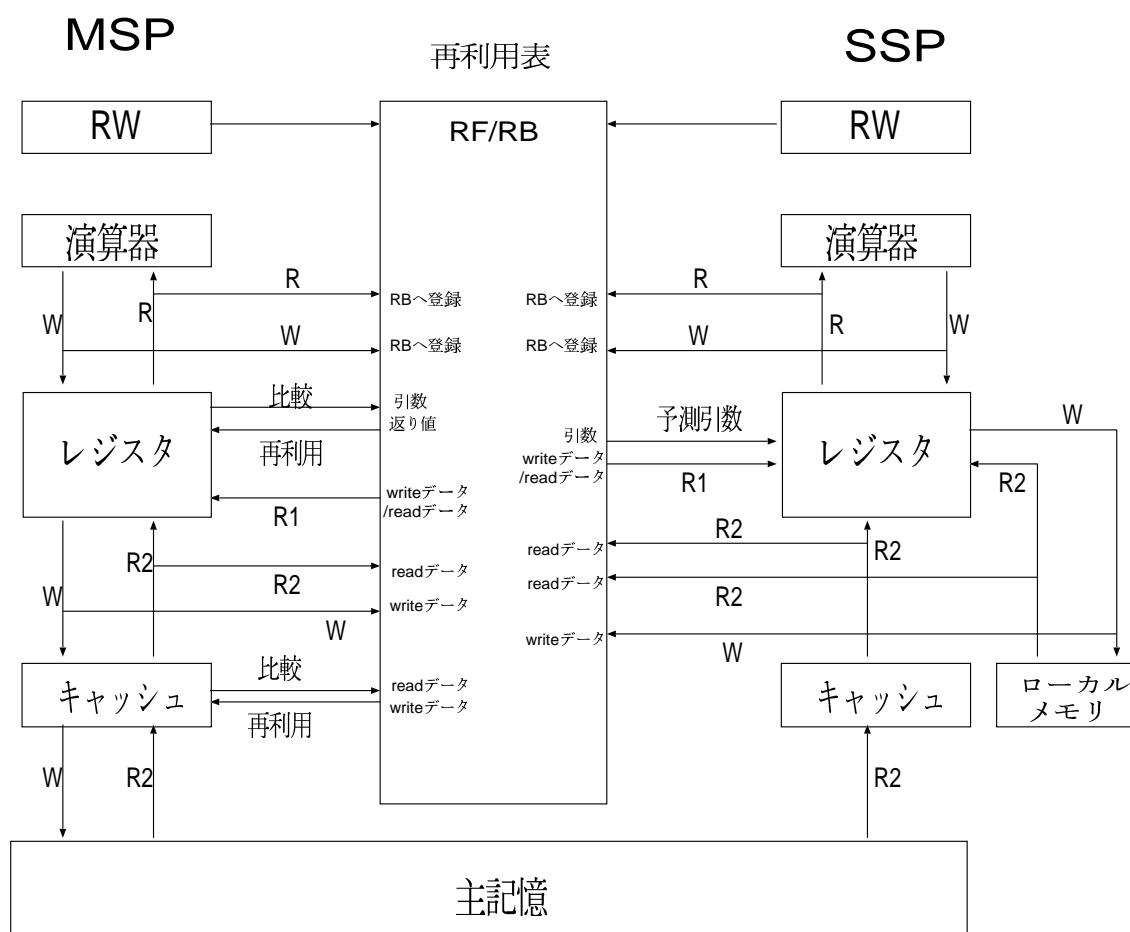 MSP
再利用表
SSP
RW
RF/RB
RW
演算器
演算器
R
RBへ登録
RBへ登録
R
W
R
R
W
W
RBへ登録
RBへ登録
W
比較
引数
返り値
再利用
レジスタ
引数
予測引数
writeデータ
/readデータ
R1
レジスタ
W
R2
writeデータ
/readデータ
R1
R2
readデータ
R2
readデータ
R2
R2
readデータ
R2
W
writeデータ
W
writeデータ
W
比較
キャッシュ
readデータ
writeデータ
再利用
キャッシュ
ローカル
メモリ
W
R2
R2
主記憶